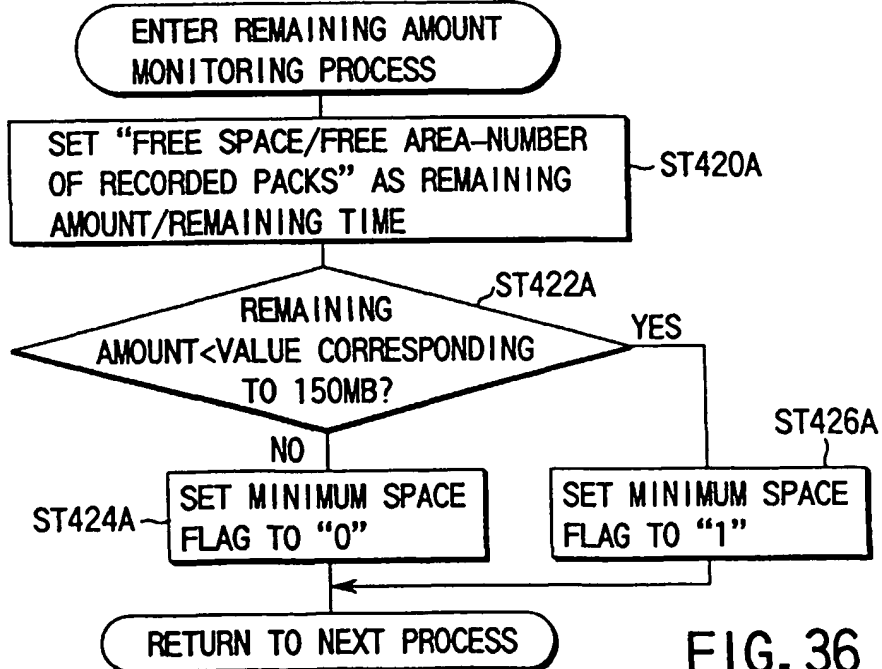 ENTER REMAINING AMOUNT
MONITORING PROCESS
SET “FREE SPACE/FREE AREA–NUMBER
OF RECORDED PACKS” AS REMAINING
AMOUNT/REMAINING TIME
ST420A
ST422A
REMAINING
AMOUNT<VALUE CORRESPONDING
TO 150MB?
YES
NO
ST426A
ST424A
SET MINIMUM SPACE
FLAG TO “0”
SET MINIMUM SPACE
FLAG TO “1”
RETURN TO NEXT PROCESS
FIG. 36